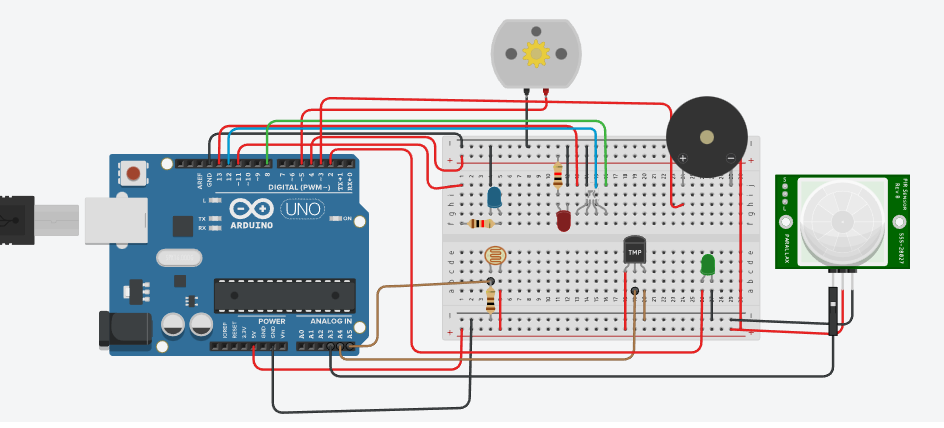 AREF
GND
13
12
~11
~10
~9
8
7
~6
~5
4
~3
2
TX→1
RX←0
DIGITAL (PWM~)
L
TX
RX
ARDUINO
UNO
ON
POWER
ANALOG IN
IOREF
RESET
3.3V
5V
GND
GND
Vin
A0
A1
A2
A3
A4
A5
TMP
PIR SENSOR
Rev B
PARALLAX
555-28027